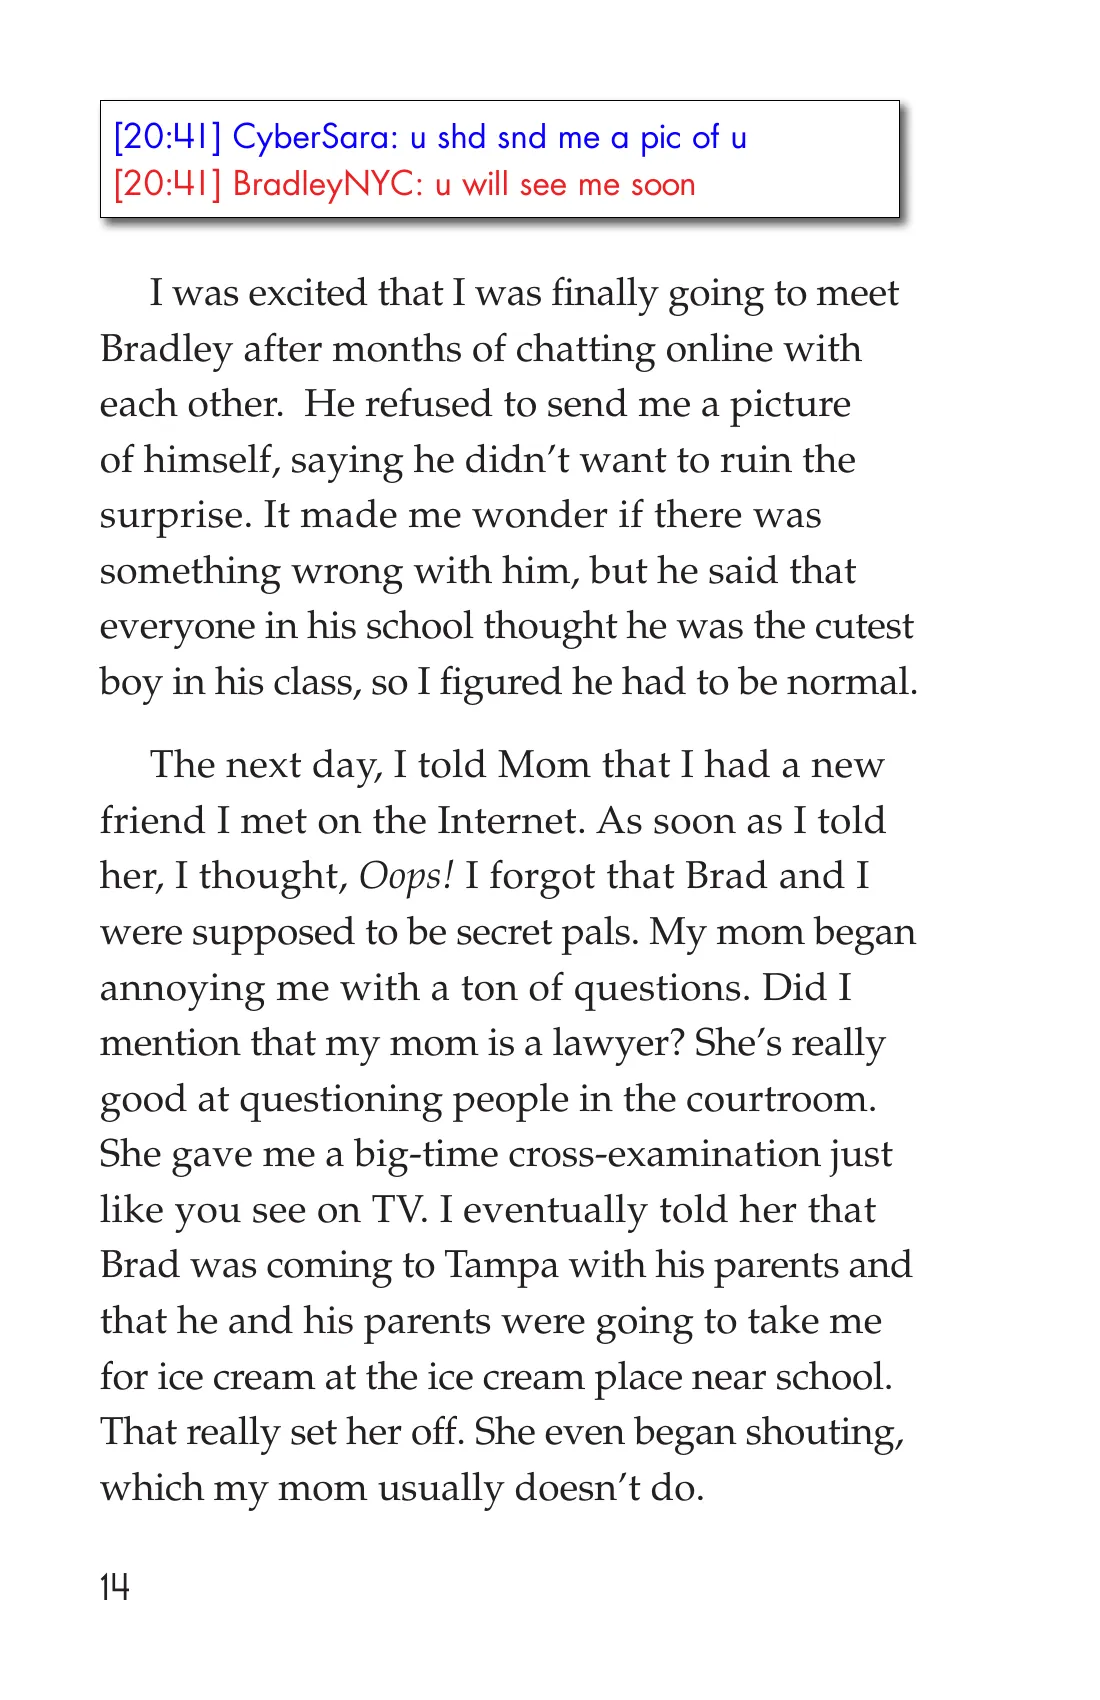 [20:41] CyberSara: u shd snd me a pic of u
[20:41] BradleyNYC: u will see me soon
I was excited that I was finally going to meet
Bradley after months of chatting online with
each other.  He refused to send me a picture
of himself, saying he didn’t want to ruin the
surprise. It made me wonder if there was
something wrong with him, but he said that
everyone in his school thought he was the cutest
boy in his class, so I figured he had to be normal.
The next day, I told Mom that I had a new
friend I met on the Internet. As soon as I told
her, I thought, Oops! I forgot that Brad and I
were supposed to be secret pals. My mom began
annoying me with a ton of questions. Did I
mention that my mom is a lawyer? She’s really
good at questioning people in the courtroom.
She gave me a big-time cross-examination just
like you see on TV. I eventually told her that
Brad was coming to Tampa with his parents and
that he and his parents were going to take me
for ice cream at the ice cream place near school.
That really set her off. She even began shouting,
which my mom usually doesn’t do.
14